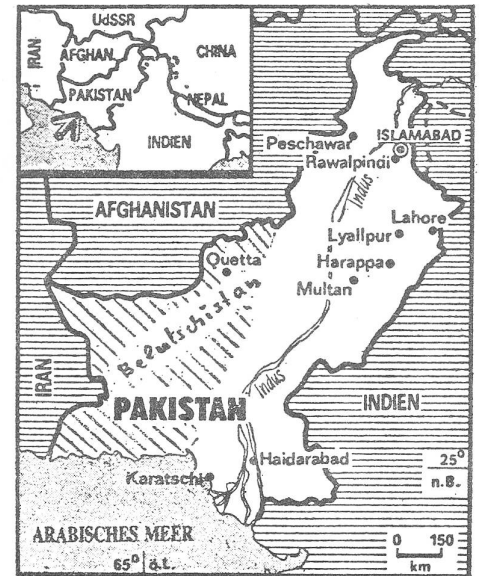 UdSSR
IRAN
AFGHAN.
CHINA
PAKISTAN
NEPAL
INDIEN
Peschawar
ISLAMABAD
Rawalpindi
Indus
AFGHANISTAN
Lahore
Lyallpur
Quetta
Harappa
Multan
Belutschistan
IRAN
Indus
PAKISTAN
INDIEN
Haidarabad
25°
n.B.
Karatschi
ARABISCHES MEER
0 150
km
65° ö.L.